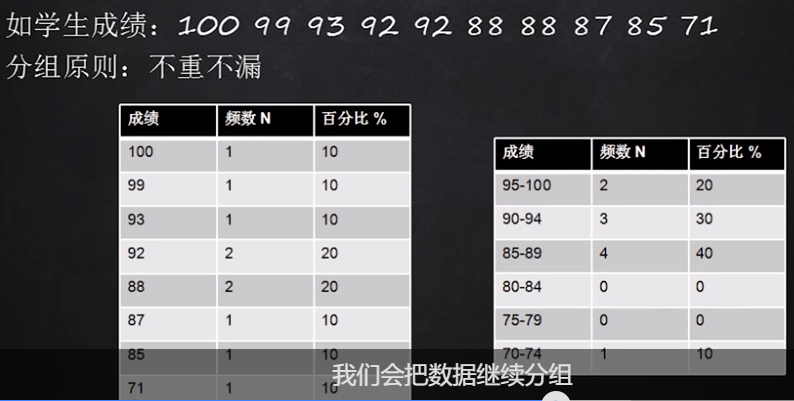 如学生成绩：100 99 93 92 92 88 88 87 85 71
分组原则：不重不漏
成绩 频数 N 百分比 %
100 1 10
99 1 10
93 1 10
92 2 20
88 2 20
87 1 10
85 1 10
71 1 10
成绩 频数 N 百分比 %
95-100 2 20
90-94 3 30
85-89 4 40
80-84 0 0
75-79 0 0
70-74 1 10
我们会把数据继续分组